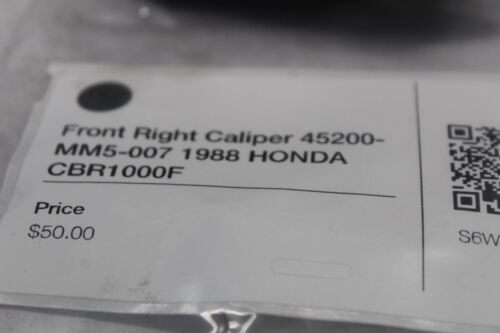 Front Right Caliper 45200-
MM5-007 1988 HONDA
CBR1000F
Price
$50.00
S6W